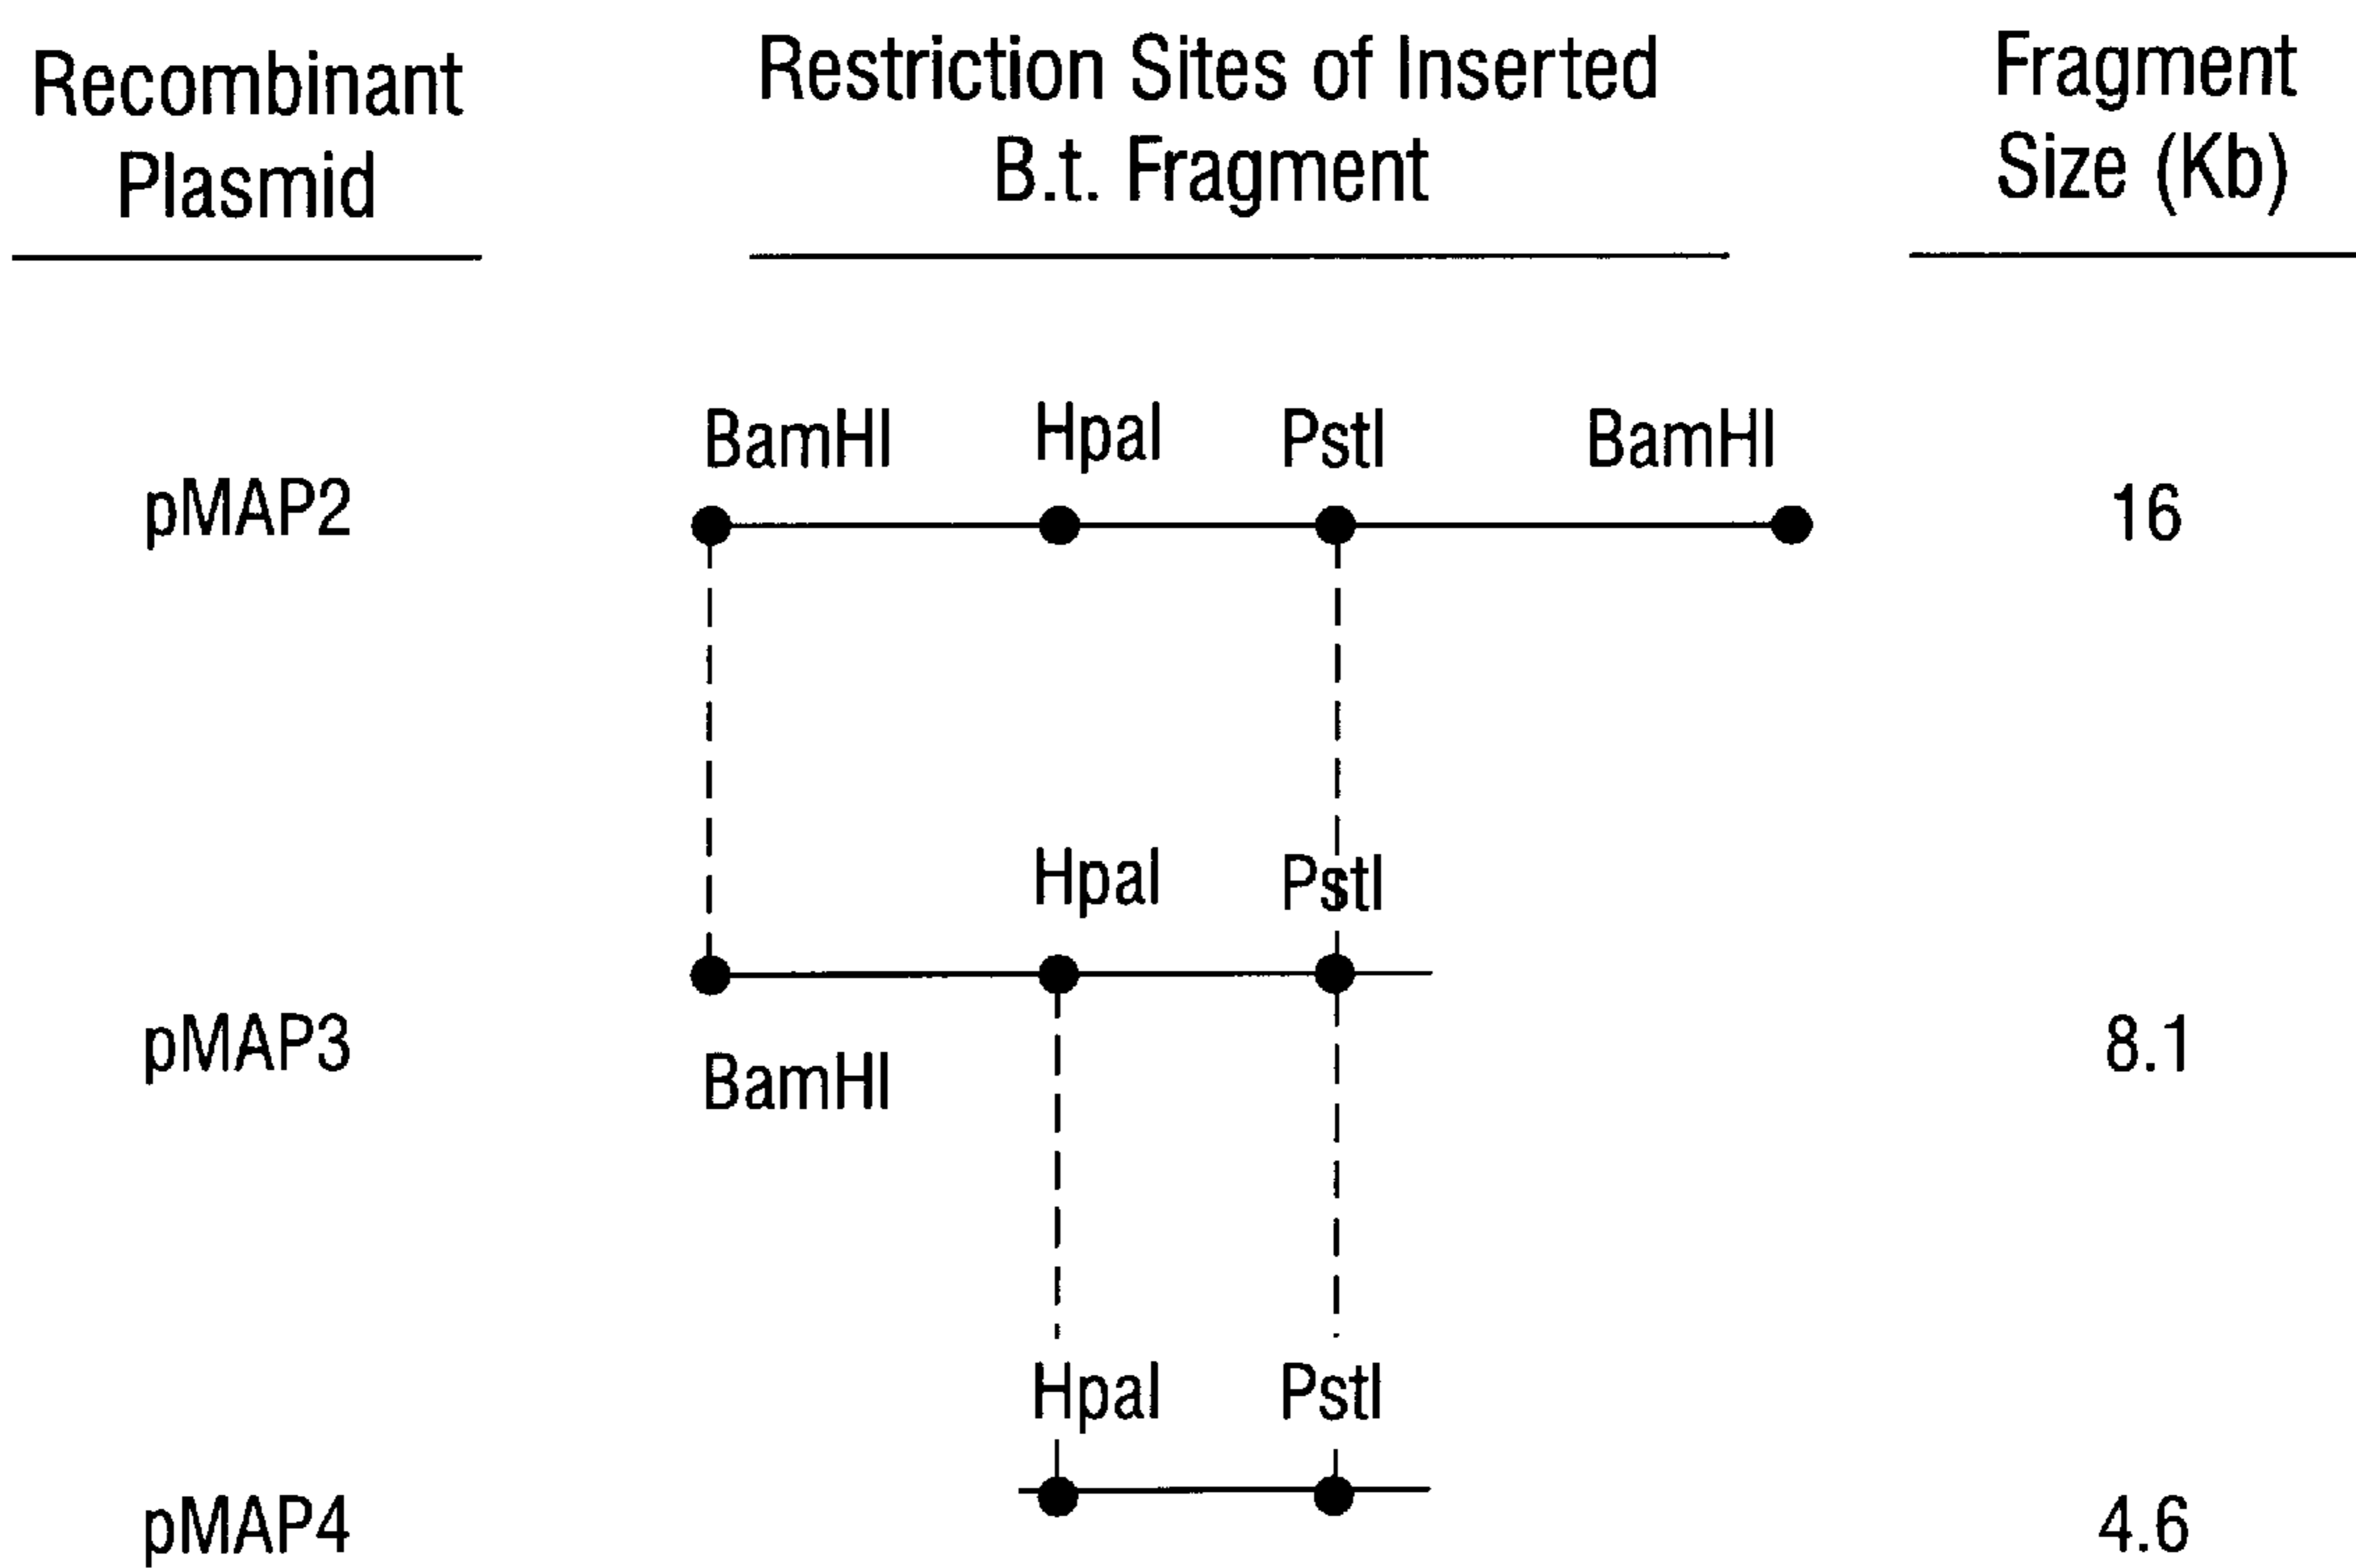 Recombinant
Plasmid
Restriction Sites of Inserted
B.t. Fragment
Fragment
Size (Kb)
BamHI HpaI PstI BamHI
pMAP2 16
HpaI PstI
pMAP3 8.1
BamHI
HpaI PstI
pMAP4 4.6